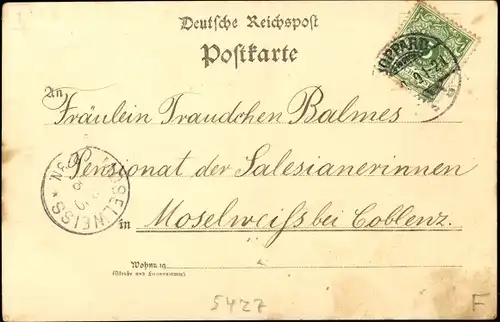 Deutsche Reichspost
Postkarte
BOPPARD
An
Fräulein Traudchen Balmes
Pensionat der Salesianerinnen
MOSELWEISS *
in Moselweiß bei Coblenz.
Wohnung
(Straße und Hausnummer)
5427
F